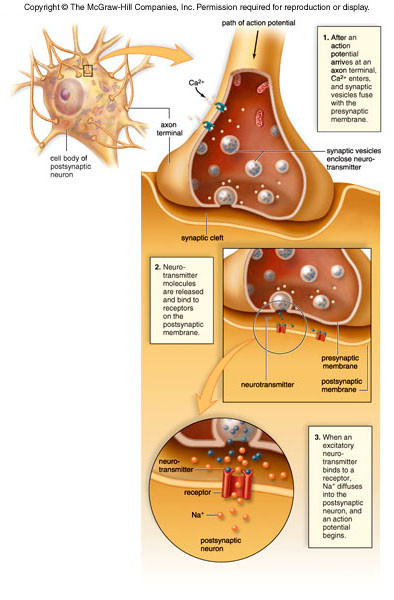 Copyright © The McGraw-Hill Companies, Inc. Permission required for reproduction or display.
path of action potential
1. After an
action
potential
arrives at an
axon terminal,
Ca2+ enters,
and synaptic
vesicles fuse
with the
presynaptic
membrane.
Ca2+
axon
terminal
cell body of
postsynaptic
neuron
synaptic vesicles
enclose neuro-
transmitter
synaptic cleft
2. Neuro-
transmitter
molecules
are released
and bind to
receptors
on the
postsynaptic
membrane.
presynaptic
membrane
postsynaptic
membrane
neurotransmitter
3. When an
excitatory
neuro-
transmitter
binds to a
receptor,
Na+ diffuses
into the
postsynaptic
neuron, and
an action
potential
begins.
neuro-
transmitter
receptor
Na+
postsynaptic
neuron